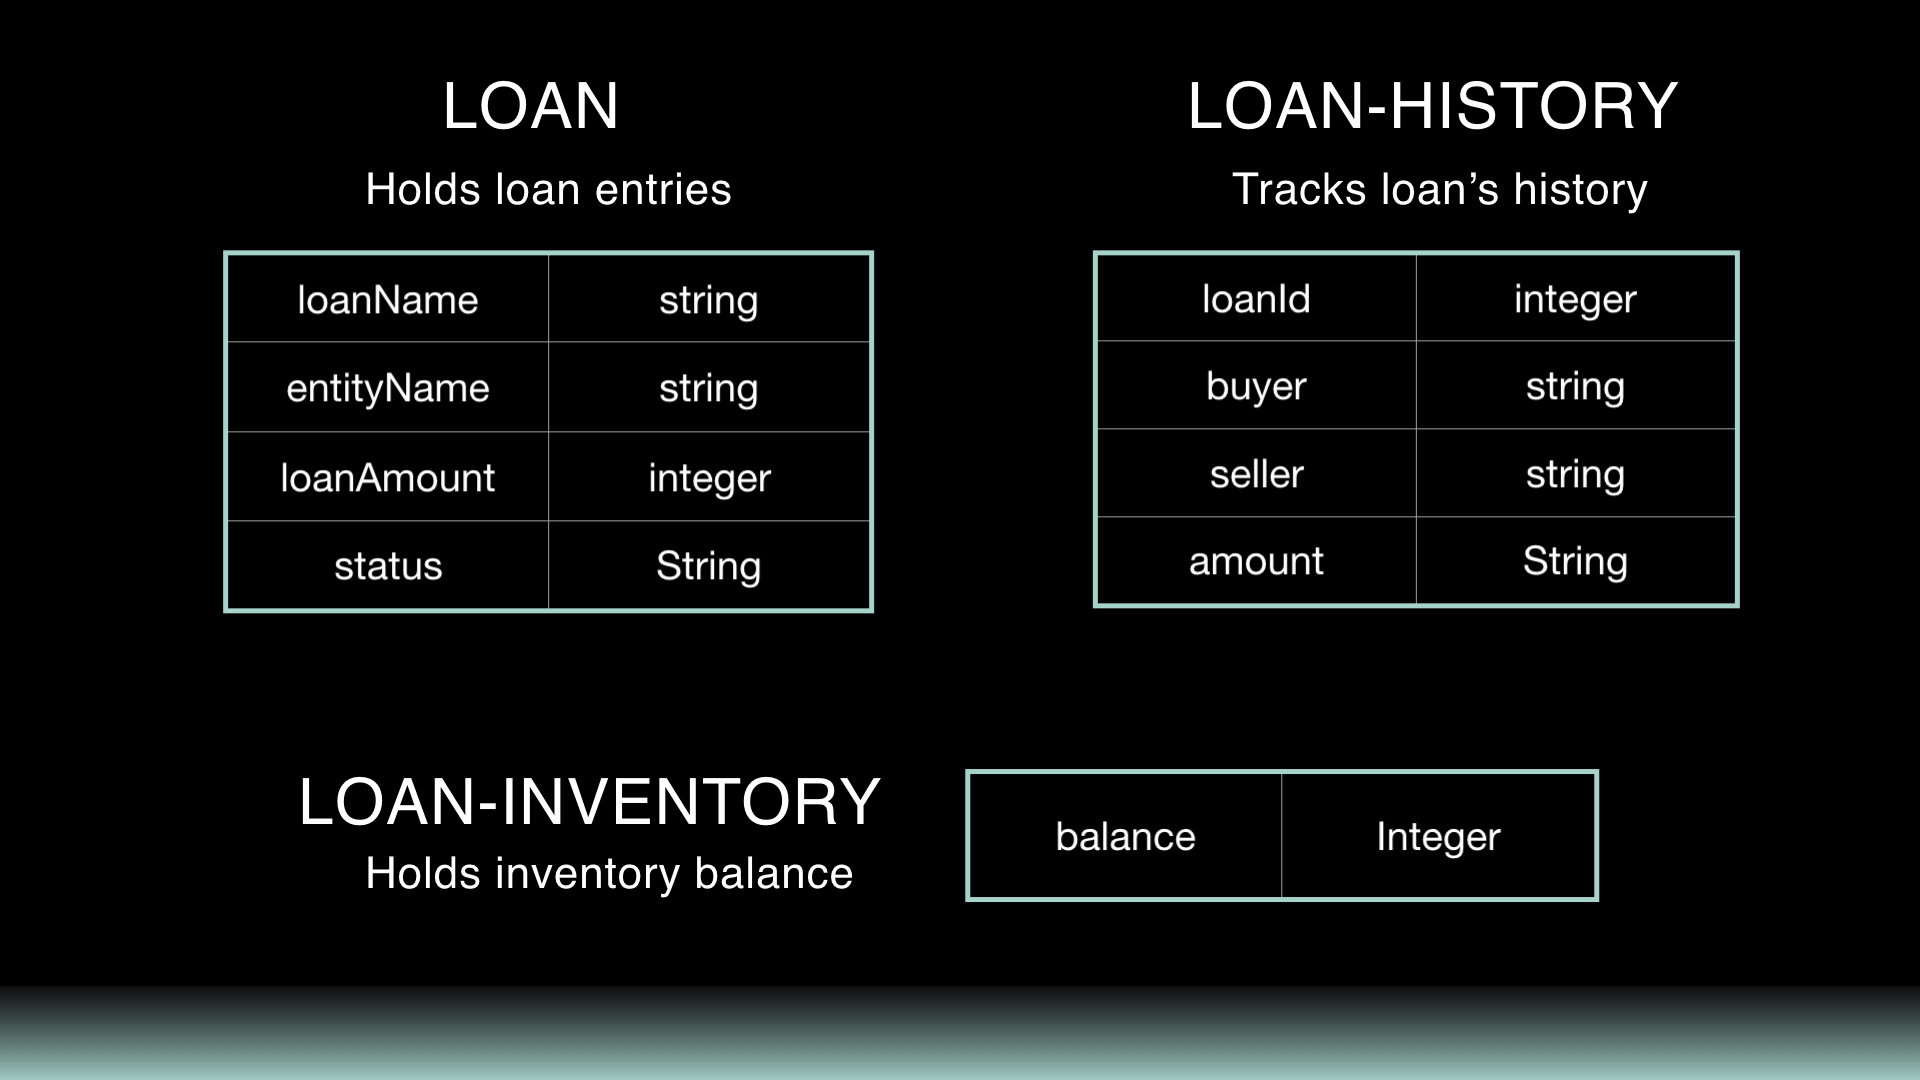 LOAN
Holds loan entries
loanName string
entityName string
loanAmount integer
status String
LOAN-HISTORY
Tracks loan’s history
loanId integer
buyer string
seller string
amount String
LOAN-INVENTORY
Holds inventory balance
balance Integer